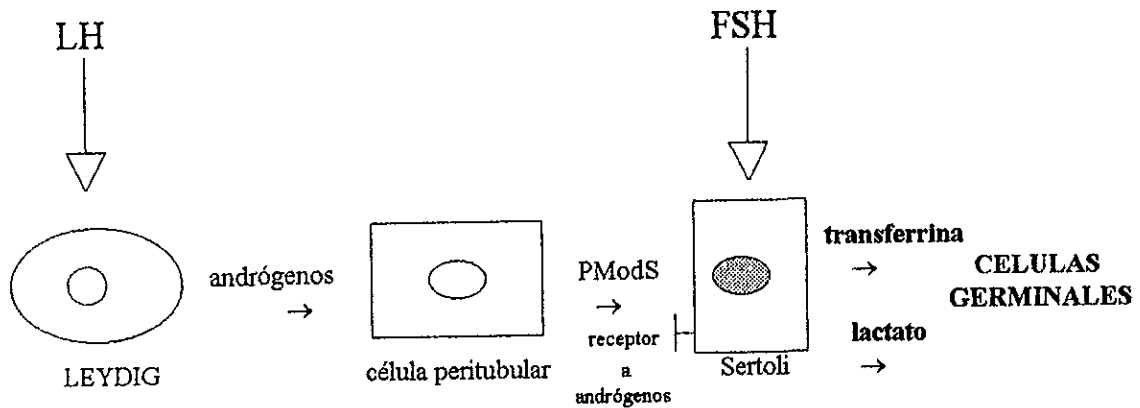 LH
FSH
andrógenos
→
PModS
→
receptor
a
andrógenos
transferrina
→
lactato
→
CELULAS
GERMINALES
LEYDIG
célula peritubular
Sertoli